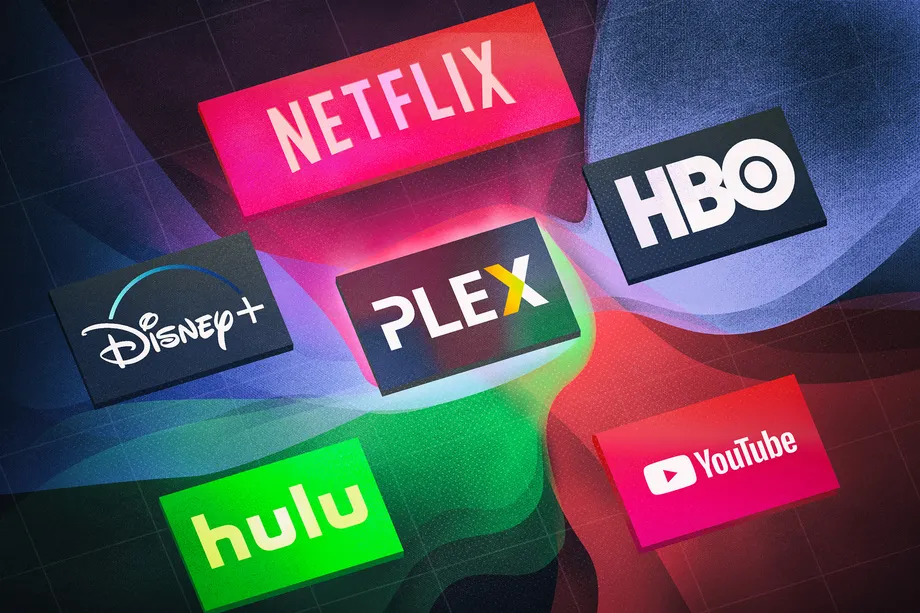 NETFLIX
HBO
Disney+
PLEX
YouTube
hulu